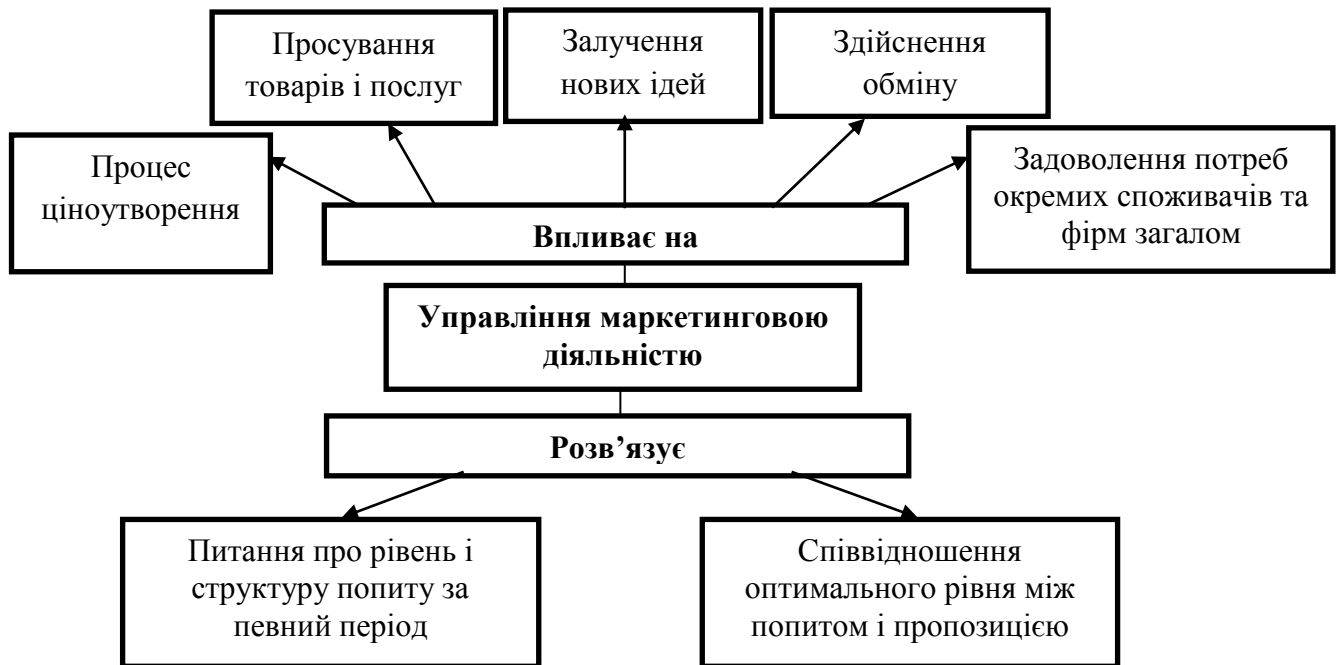 Просування
товарів і послуг
Залучення
нових ідей
Здійснення
обміну
Процес
ціноутворення
Задоволення потреб
окремих споживачів та
фірм загалом
Впливає на
Управління маркетинговою
діяльністю
Розв’язує
Питання про рівень і
структуру попиту за
певний період
Співвідношення
оптимального рівня між
попитом і пропозицією